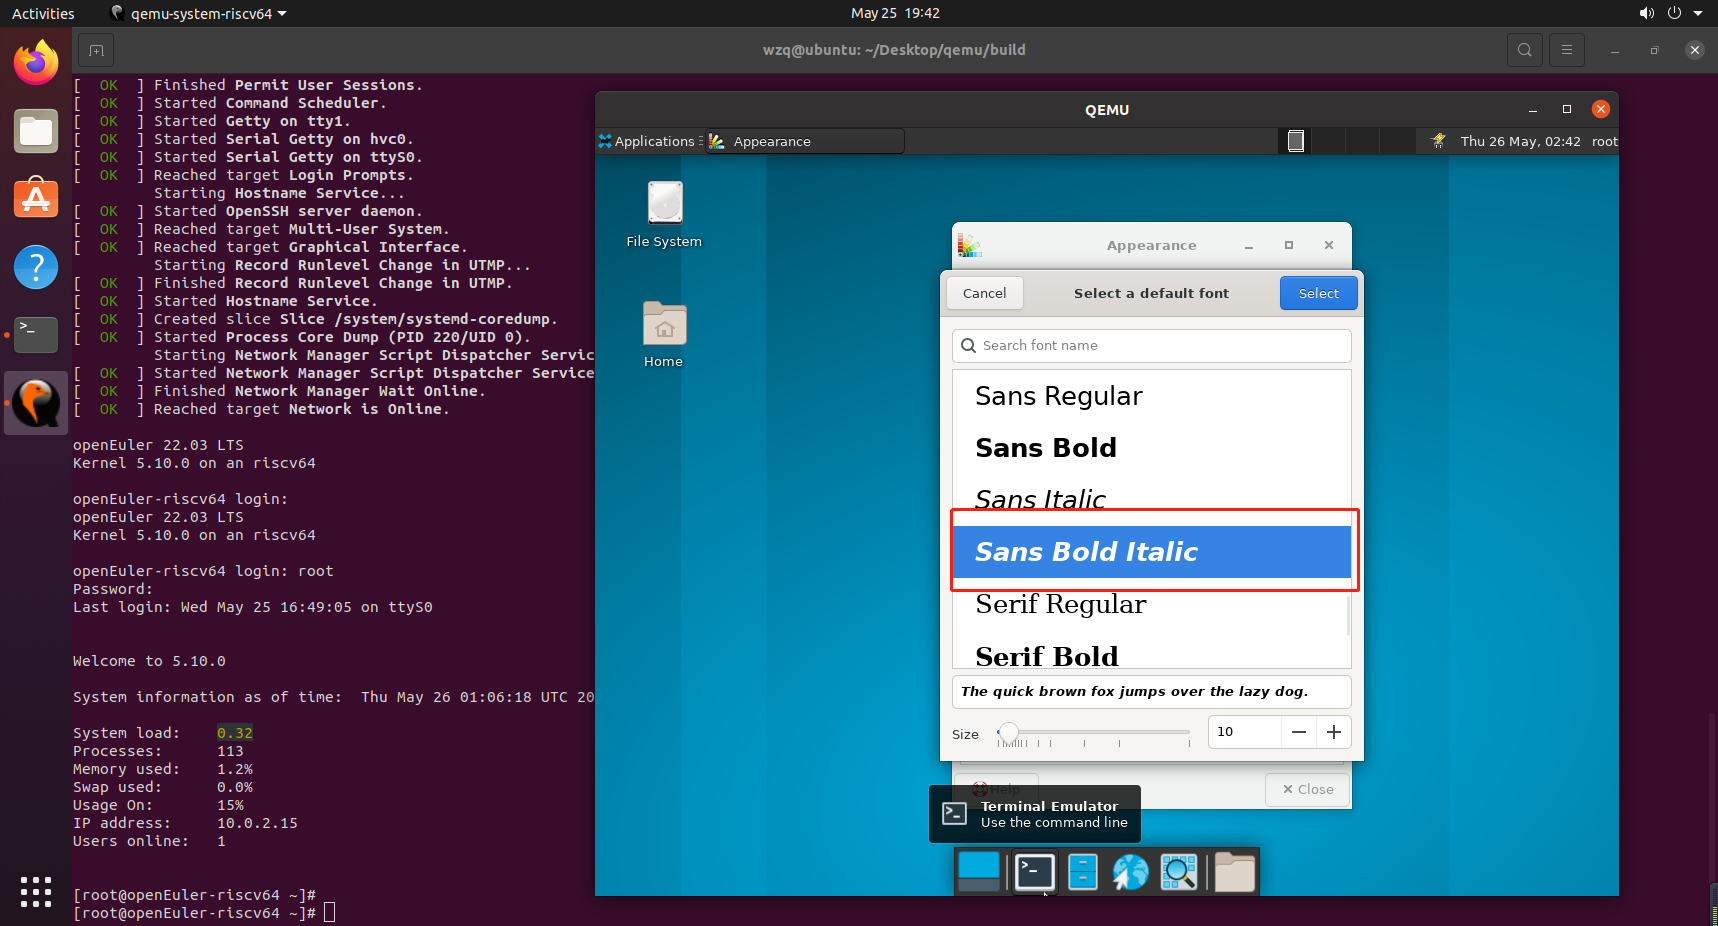 Activities
qemu-system-riscv64
May 25 19:42
wzq@ubuntu: ~/Desktop/qemu/build
[ OK ] Finished Permit User Sessions.
[ OK ] Started Command Scheduler.
[ OK ] Started Getty on tty1.
[ OK ] Started Serial Getty on hvc0.
[ OK ] Started Serial Getty on ttyS0.
[ OK ] Reached target Login Prompts.
Starting Hostname Service...
[ OK ] Started OpenSSH server daemon.
[ OK ] Reached target Multi-User System.
[ OK ] Reached target Graphical Interface.
Starting Record Runlevel Change in UTMP...
[ OK ] Finished Record Runlevel Change in UTMP.
[ OK ] Started Hostname Service.
[ OK ] Created slice Slice /system/systemd-coredump.
[ OK ] Started Process Core Dump (PID 220/UID 0).
Starting Network Manager Script Dispatcher Servic
[ OK ] Started Network Manager Script Dispatcher Service
[ OK ] Finished Network Manager Wait Online.
[ OK ] Reached target Network is Online.
openEuler 22.03 LTS
Kernel 5.10.0 on an riscv64
openEuler-riscv64 login:
openEuler 22.03 LTS
Kernel 5.10.0 on an riscv64
openEuler-riscv64 login: root
Password:
Last login: Wed May 25 16:49:05 on ttyS0
Welcome to 5.10.0
System information as of time: Thu May 26 01:06:18 UTC 20
System load: 0.32
Processes: 113
Memory used: 1.2%
Swap used: 0.0%
Usage On: 15%
IP address: 10.0.2.15
Users online: 1
[root@openEuler-riscv64 ~]#
[root@openEuler-riscv64 ~]#
QEMU
Applications
Appearance
Thu 26 May, 02:42
root
File System
Home
Appearance
Cancel
Select a default font
Select
Search font name
Sans Regular
Sans Bold
Sans Italic
Sans Bold Italic
Serif Regular
Serif Bold
The quick brown fox jumps over the lazy dog.
Size
10
Help
Close
Terminal Emulator
Use the command line